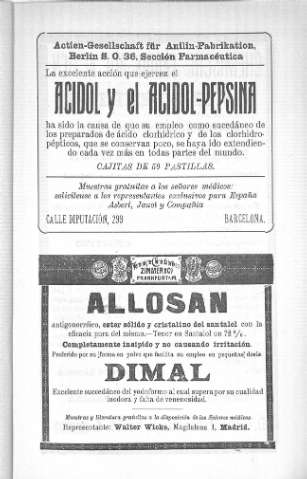 Actien-Gesellschaft für Anilin-Fabrikation,
Berlin S. O. 36, Sección Farmacéutica
La excelente acción que ejercen el
ACIDOL y el ACIDOL-PEPSINA
ha sido la causa de que su empleo como sucedáneo de
los preparados de ácido clorhídrico y de los clorhidro-
pépticos, que se conservan poco, se haya ido extendien-
do cada vez más en todas partes del mundo.
CAJITAS DE 50 PASTILLAS.
Muestras gratuitas a los señores médicos:
solicítense a los representantes exclusivos para España
Asberi, Jaust y Compañía
CALLE DIPUTACIÓN, 299 BARCELONA.
ZIMMER & Cº
FRANKFURT A/M.
ALLOSAN
antigonorréico, ester sólido y cristalino del santalol con la
eficacia pura del mismo.—Tenor en Santalol en 72 %.
Completamente insípido y no causando irritación.
Preferido por su forma en polvo que facilita su empleo en paquetes/dosis
DIMAL
Excelente succedáneo del yodoformo al cual supera por su cualidad
inodora y falta de venenosidad.
Muestras y literatura gratuitas a la disposición de los Señores médicos
Representante: Walter Wicke, Magdalena 1, Madrid.